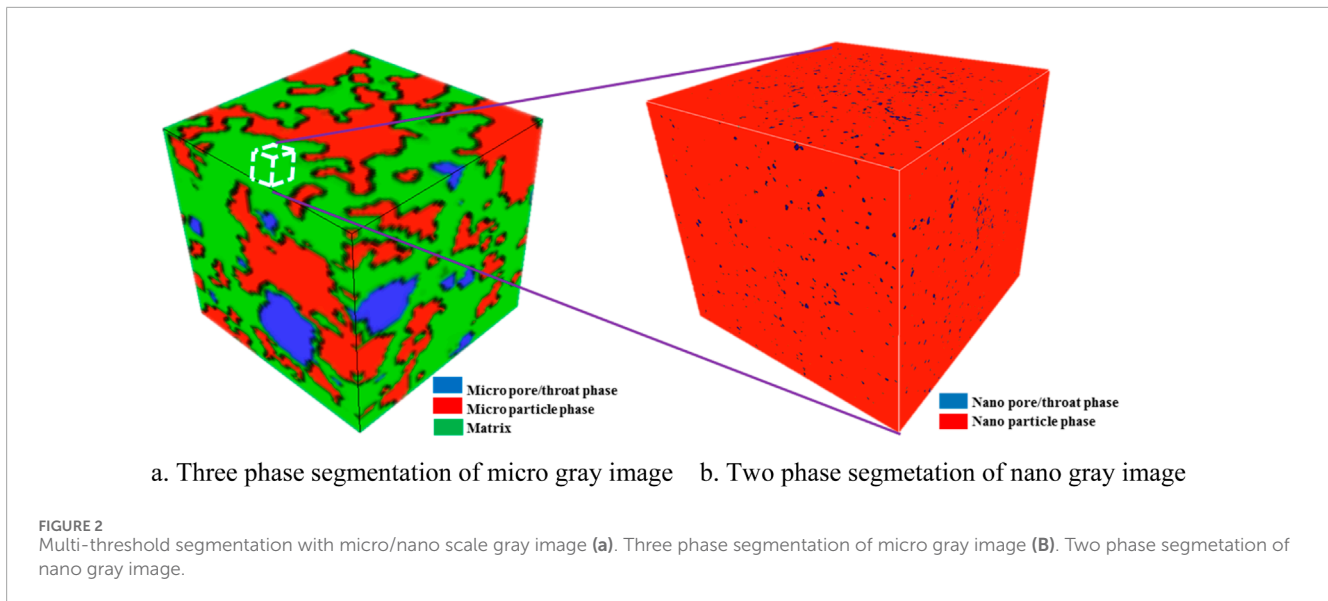 Micro pore/throat phase
Micro particle phase
Matrix
Nano pore/throat phase
Nano particle phase
a. Three phase segmentation of micro gray image
b. Two phase segmetation of nano gray image
FIGURE 2
Multi-threshold segmentation with micro/nano scale gray image (a). Three phase segmentation of micro gray image (B). Two phase segmetation of
nano gray image.